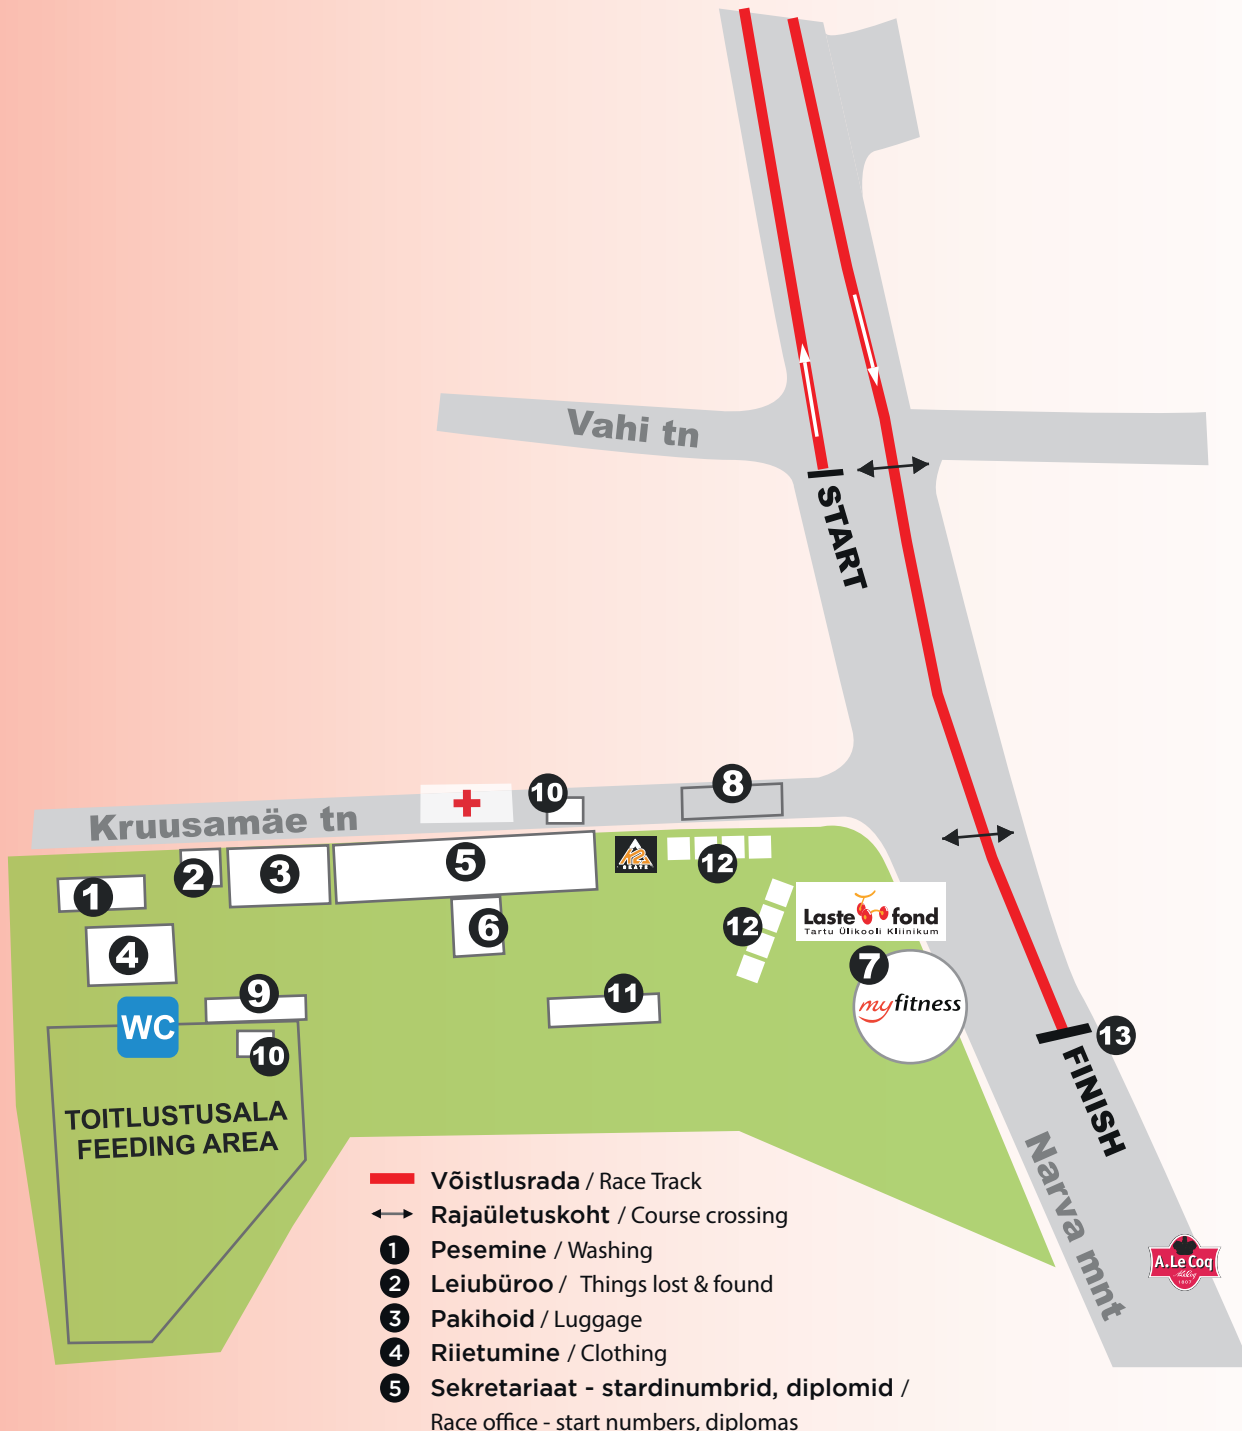 Vahi tn
START
Kruusamäe tn
10
8
K2
SKATE
12
1
2
3
5
4
6
12
Laste fond
Tartu Ülikooli Kliinikum
7
myfitness
9
11
WC
10
13
FINISH
TOITLUSTUSALA
FEEDING AREA
Narva mnt
A. Le Coq
1807
Võistlusrada / Race Track
Rajaületuskoht / Course crossing
1 Pesemine / Washing
2 Leiubüroo / Things lost & found
3 Pakihoid / Luggage
4 Riietumine / Clothing
5 Sekretariaat - stardinumbrid, diplomid /
Race office - start numbers, diplomas